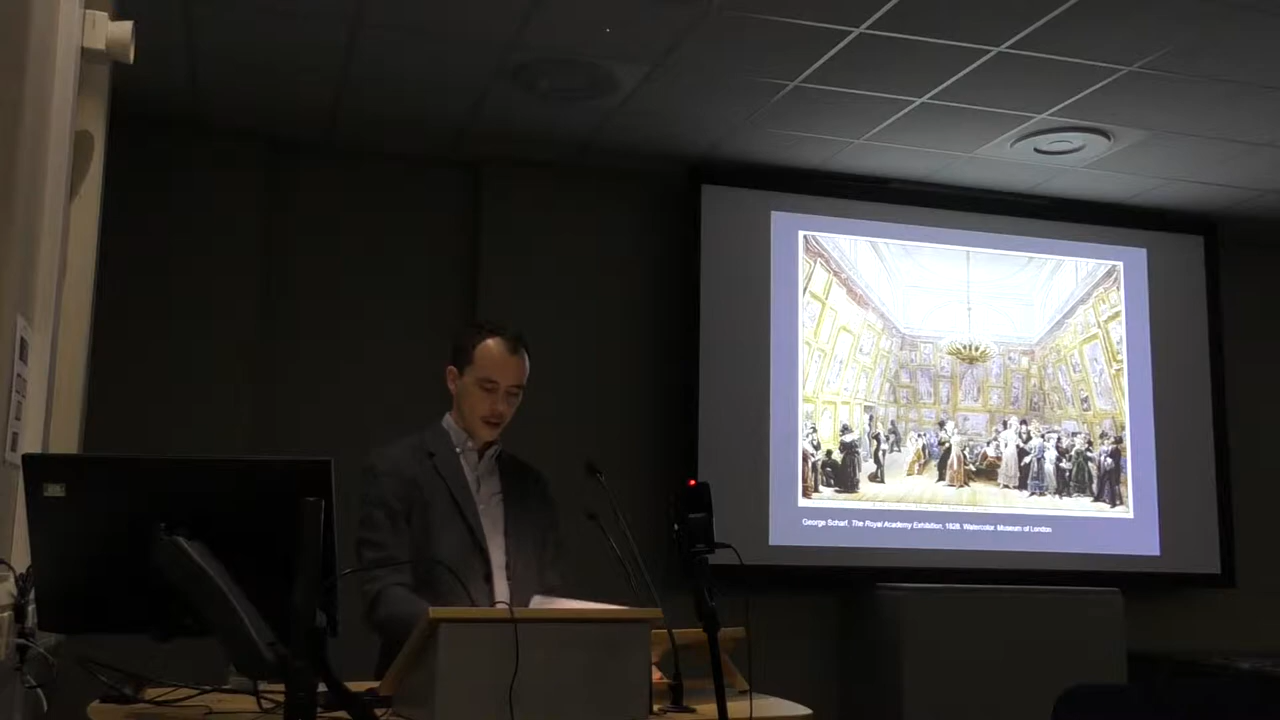 George Scharf, The Royal Academy Exhibition, 1828. Watercolor. Museum of London